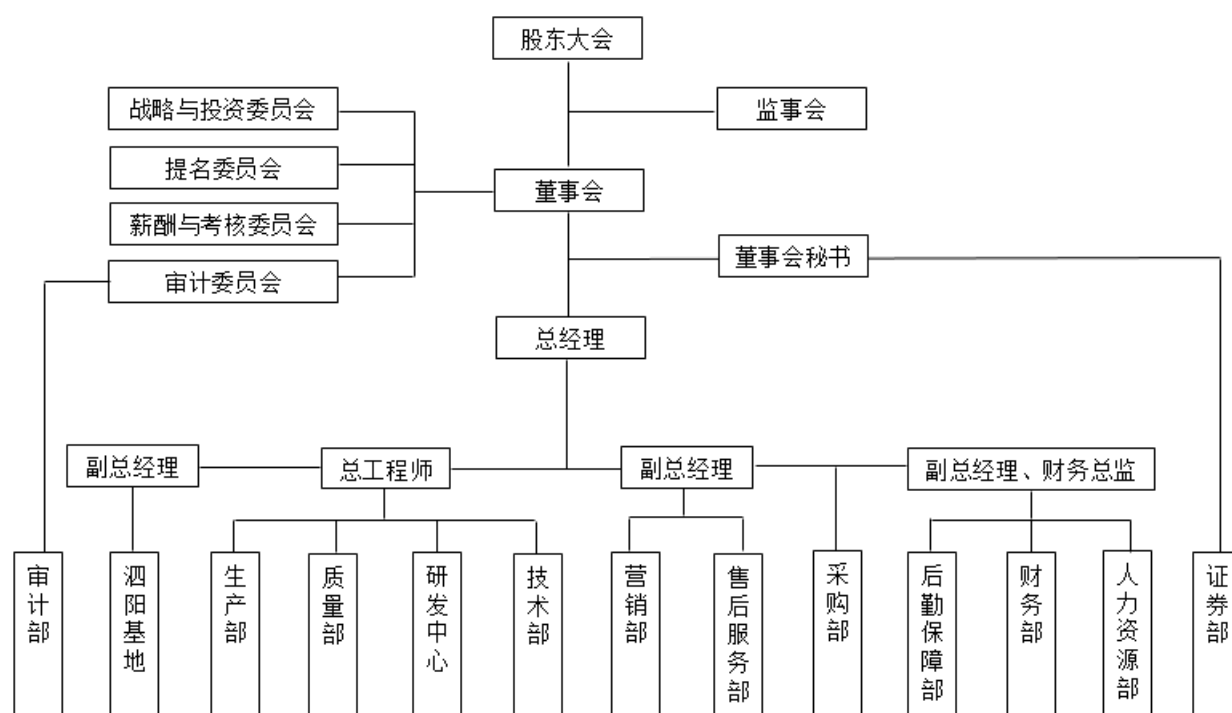 股东大会
战略与投资委员会
监事会
提名委员会
董事会
薪酬与考核委员会
董事会秘书
审计委员会
总经理
副总经理
总工程师
副总经理
副总经理、财务总监
审计部
泗阳基地
生产部
质量部
研发中心
技术部
营销部
售后服务部
采购部
后勤保障部
财务部
人力资源部
证券部